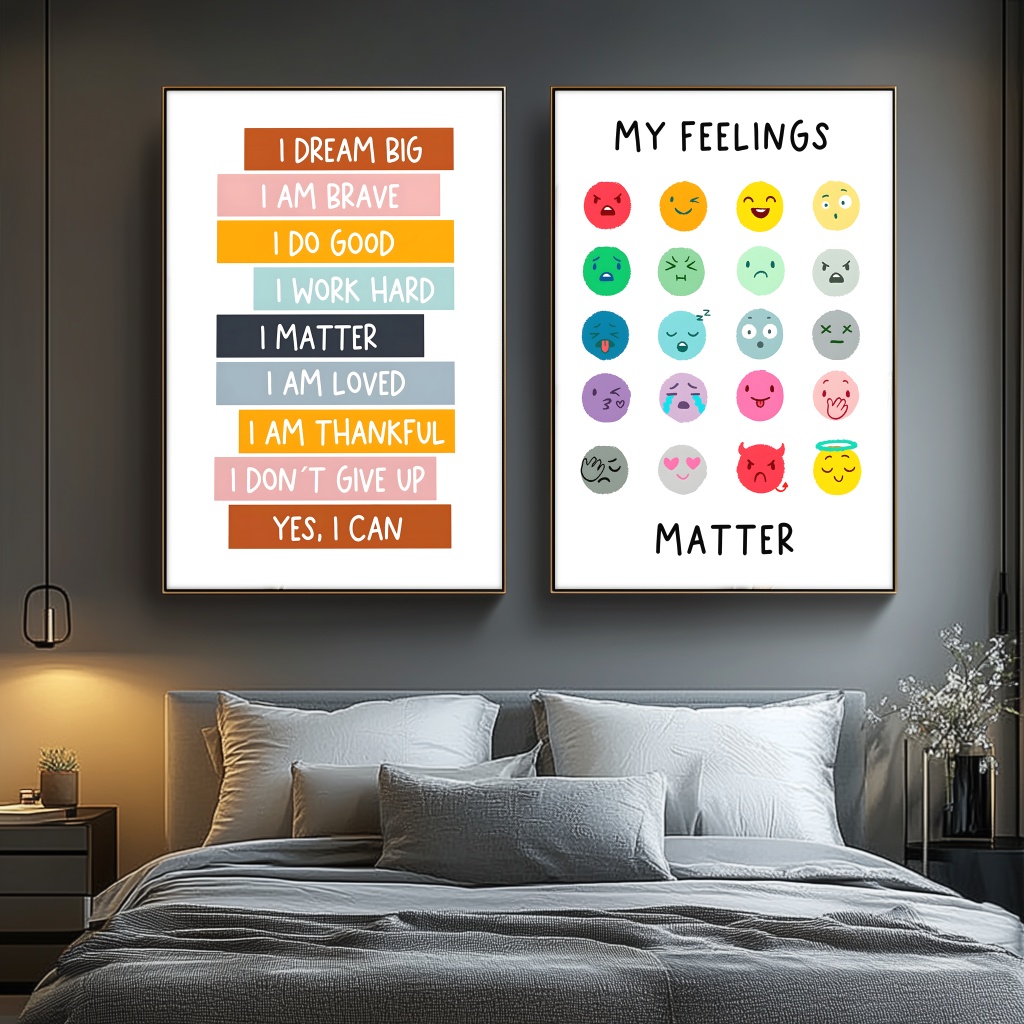 I DREAM BIG
I AM BRAVE
I DO GOOD
I WORK HARD
I MATTER
I AM LOVED
I AM THANKFUL
I DON´T GIVE UP
YES, I CAN
MY FEELINGS
zz
MATTER